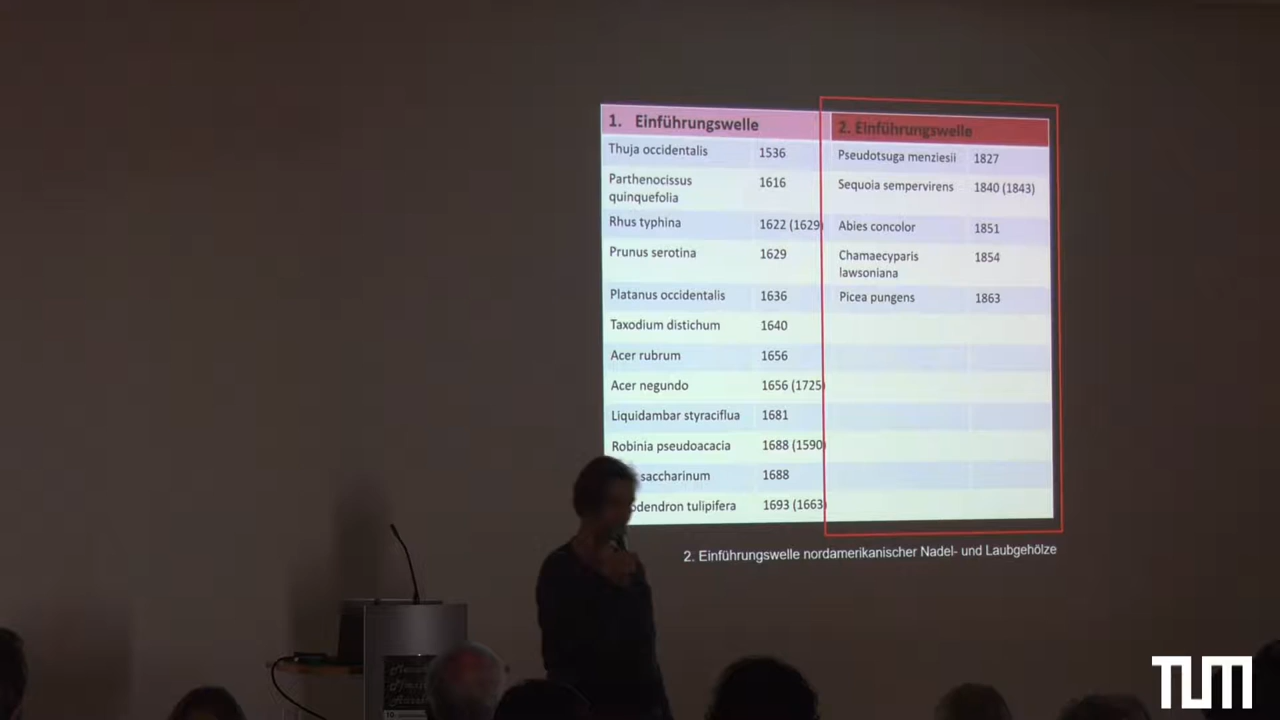 1. Einführungswelle
2. Einführungswelle
Thuja occidentalis 1536
Pseudotsuga menziesii 1827
Parthenocissus
quinquefolia 1616
Sequoia sempervirens 1840 (1843)
Rhus typhina 1622 (1629)
Abies concolor 1851
Prunus serotina 1629
Chamaecyparis
lawsoniana 1854
Platanus occidentalis 1636
Picea pungens 1863
Taxodium distichum 1640
Acer rubrum 1656
Acer negundo 1656 (1725)
Liquidambar styraciflua 1681
Robinia pseudoacacia 1688 (1590)
saccharinum 1688
odendron tulipifera 1693 (1663)
2. Einführungswelle nordamerikanischer Nadel- und Laubgehölze
TUM